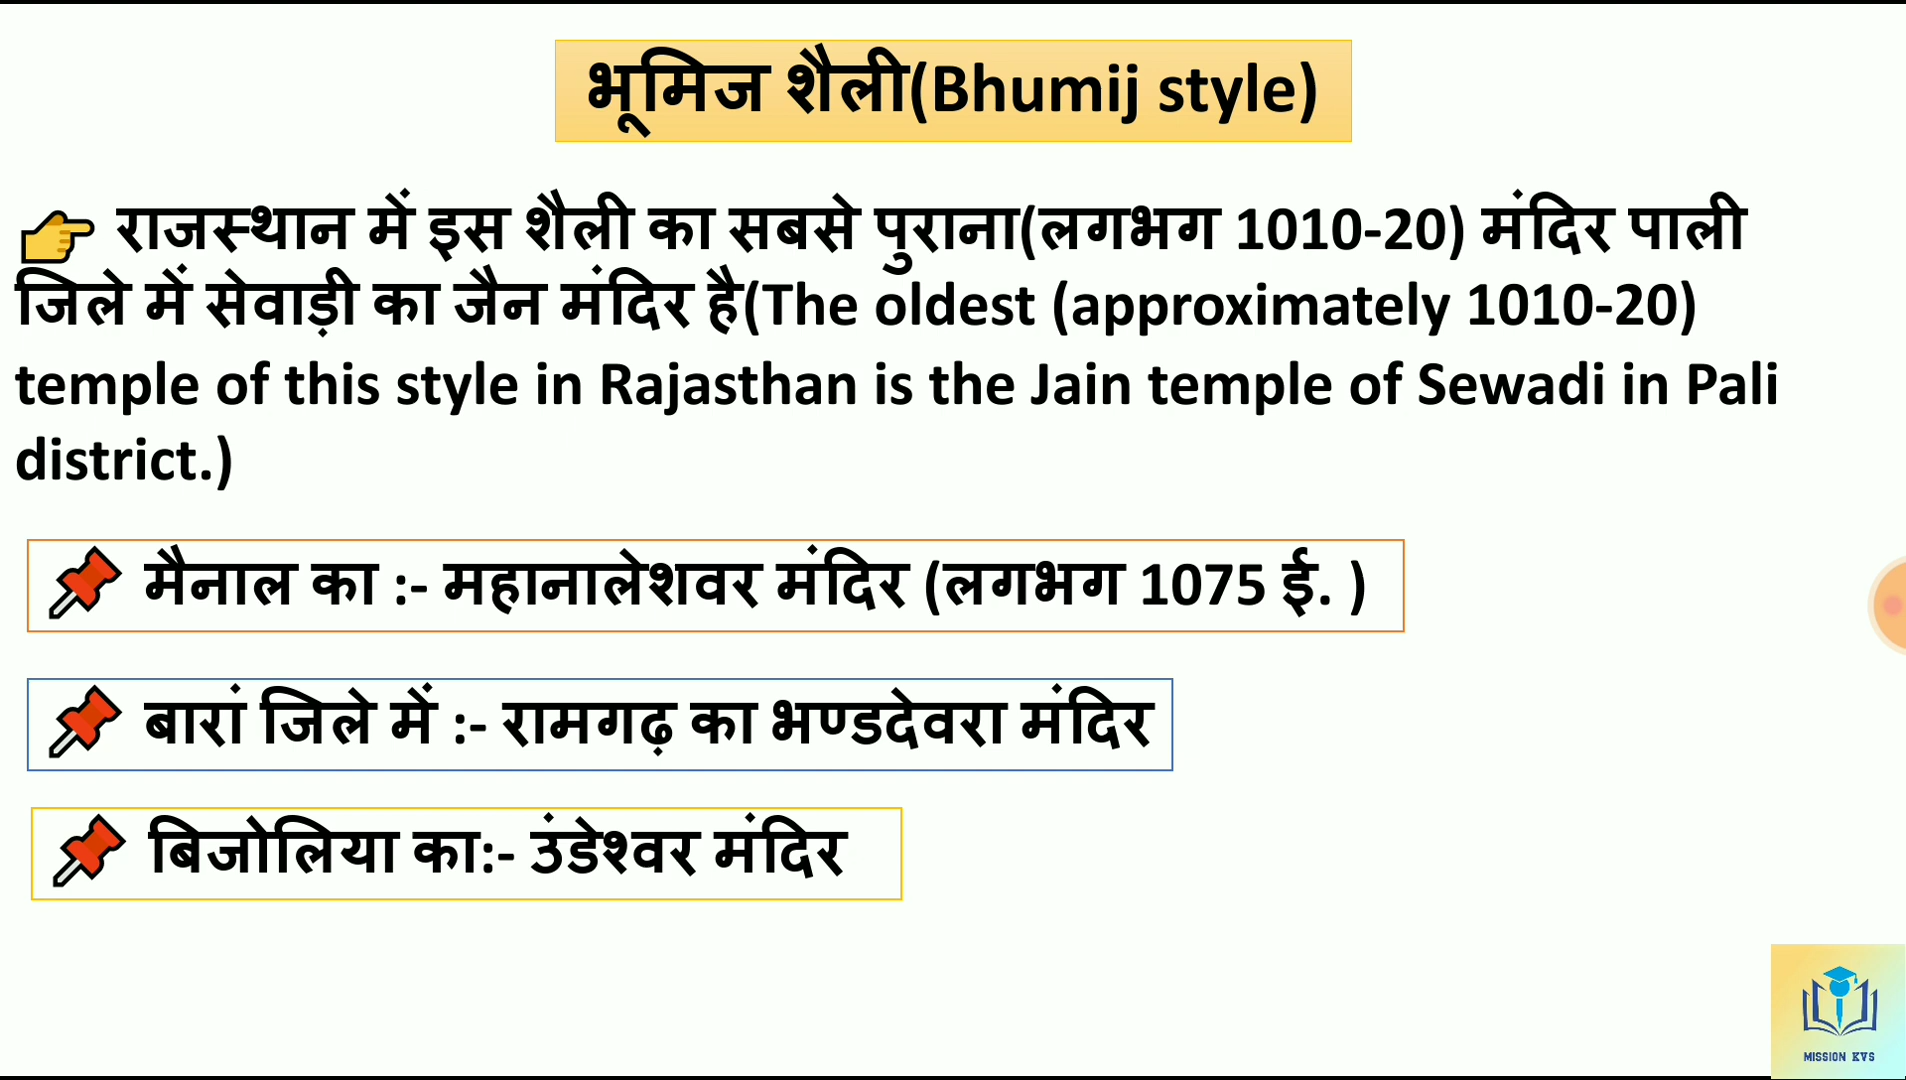 भूमिज शैली(Bhumij style)
राजस्थान में इस शैली का सबसे पुराना(लगभग 1010-20) मंदिर पाली
जिले में सेवाड़ी का जैन मंदिर है(The oldest (approximately 1010-20)
temple of this style in Rajasthan is the Jain temple of Sewadi in Pali
district.)
मैनाल का :- महानालेशवर मंदिर (लगभग 1075 ई. )
बारां जिले में :- रामगढ़ का भण्डदेवरा मंदिर
बिजोलिया का:- उंडेश्वर मंदिर
MISSION KVS